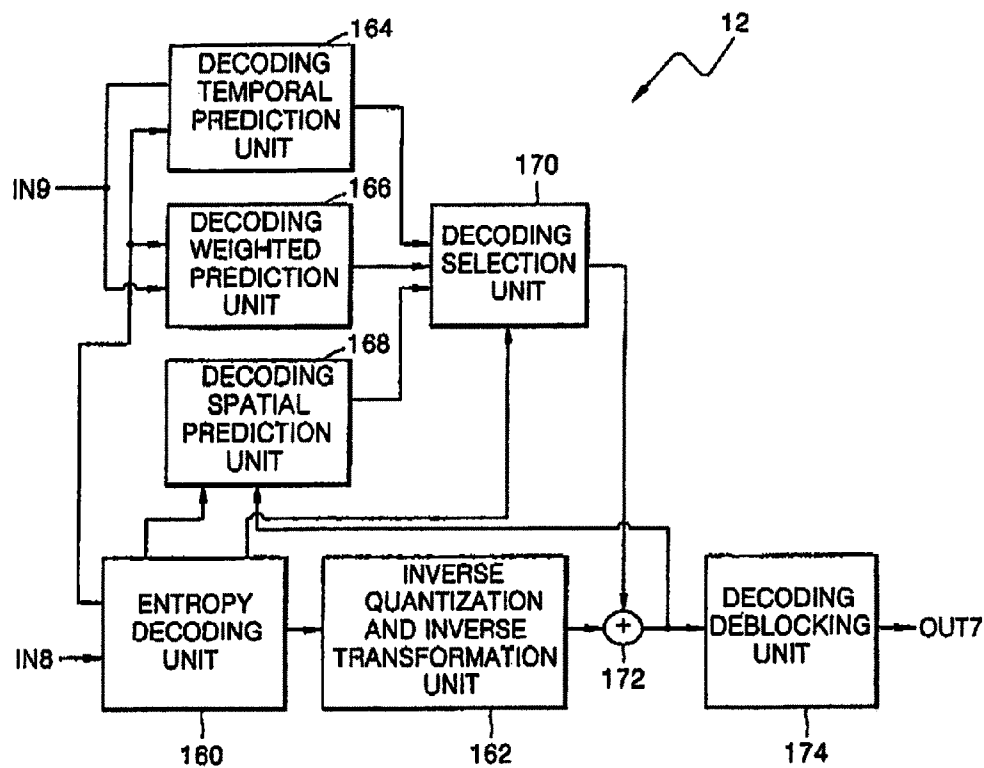 164
12
DECODING
TEMPORAL
PREDICTION
UNIT
IN9
166
170
DECODING
WEIGHTED
PREDICTION
UNIT
DECODING
SELECTION
UNIT
168
DECODING
SPATIAL
PREDICTION
UNIT
ENTROPY
DECODING
UNIT
INVERSE
QUANTIZATION
AND INVERSE
TRANSFORMATION
UNIT
+
DECODING
DEBLOCKING
UNIT
OUT7
IN8
172
160
162
174